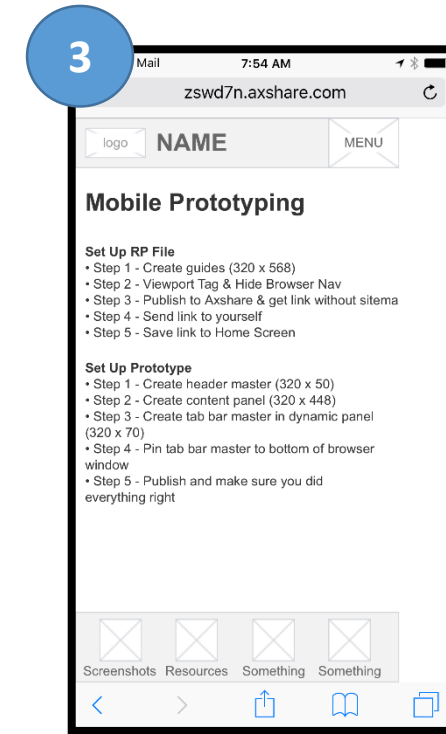 3
Mail 7:54 AM
zswd7n.axshare.com
logo NAME MENU
Mobile Prototyping
Set Up RP File
• Step 1 - Create guides (320 x 568)
• Step 2 - Viewport Tag & Hide Browser Nav
• Step 3 - Publish to Axshare & get link without sitema
• Step 4 - Send link to yourself
• Step 5 - Save link to Home Screen
Set Up Prototype
• Step 1 - Create header master (320 x 50)
• Step 2 - Create content panel (320 x 448)
• Step 3 - Create tab bar master in dynamic panel
(320 x 70)
• Step 4 - Pin tab bar master to bottom of browser
window
• Step 5 - Publish and make sure you did
everything right
Screenshots Resources Something Something